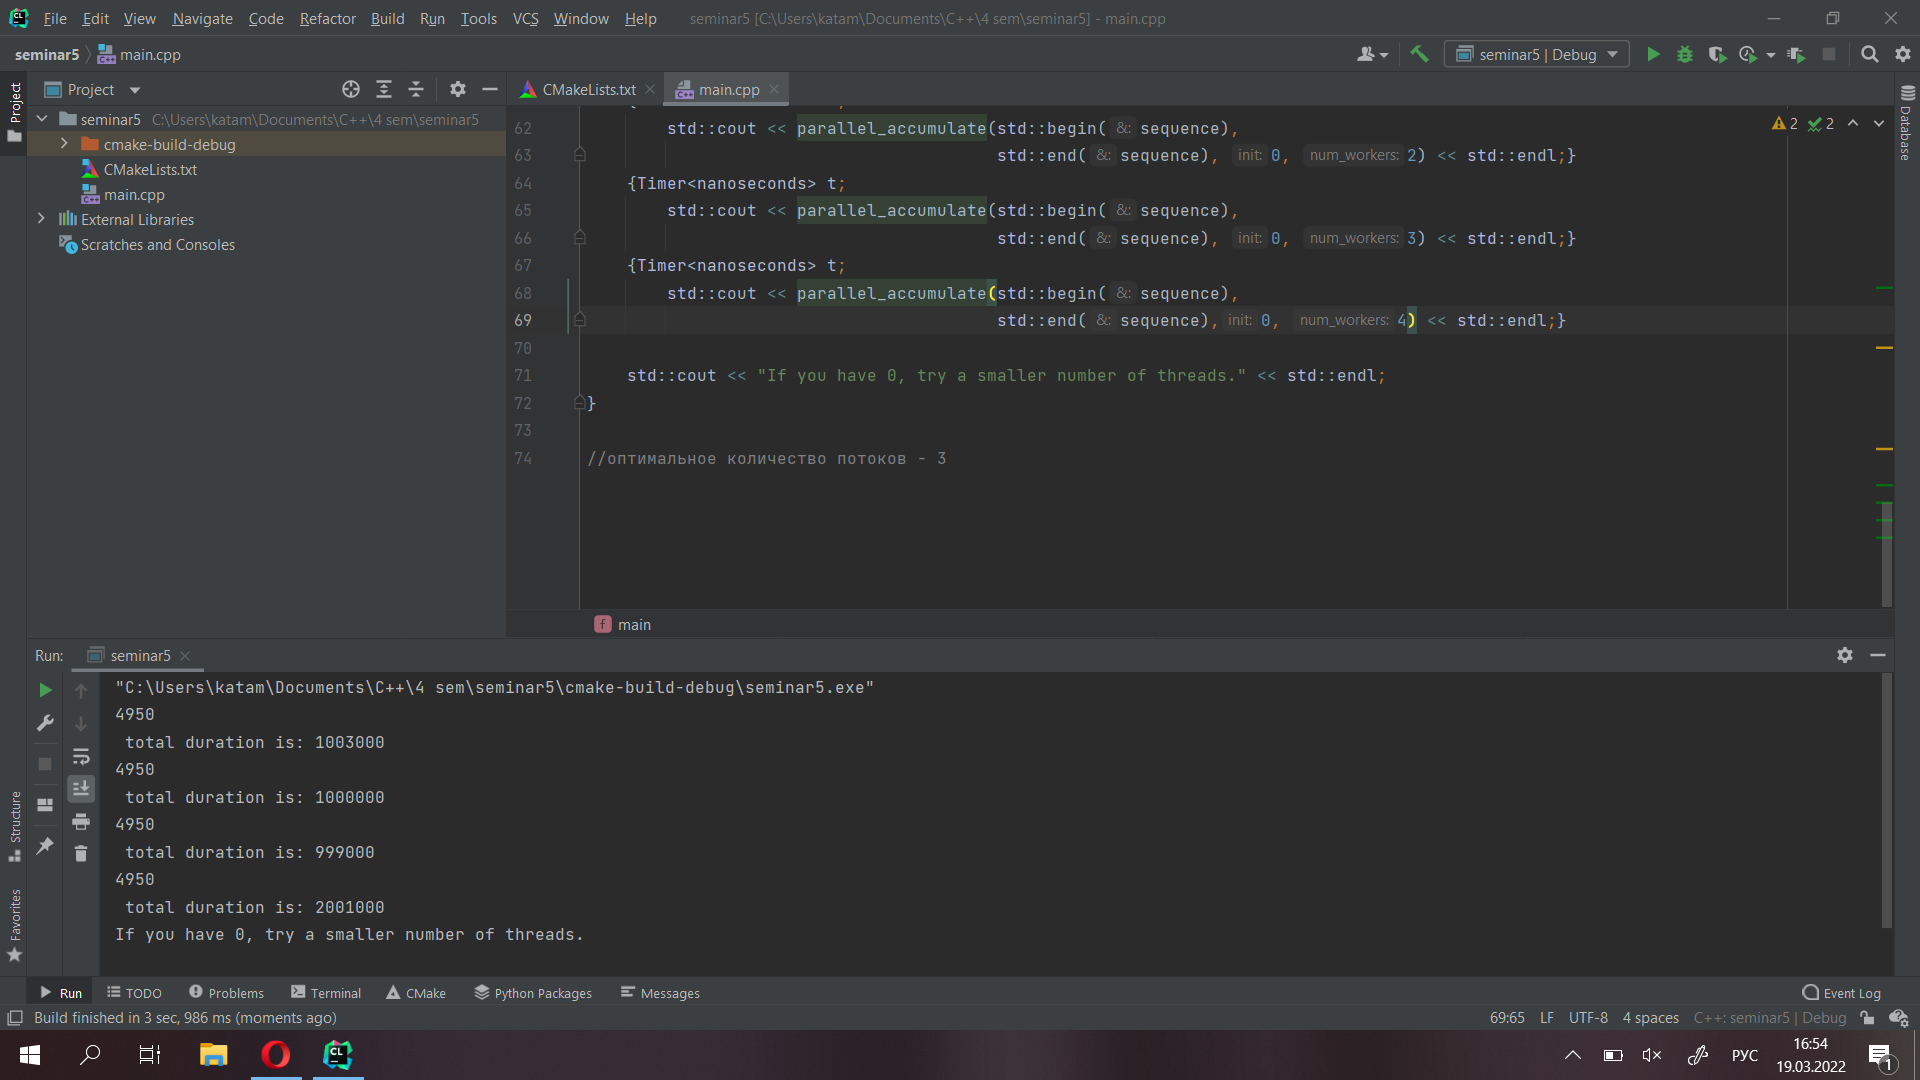 File Edit View Navigate Code Refactor Build Run Tools VCS Window Help seminar5 [C:\Users\katam\Documents\C++\4 sem\seminar5] - main.cpp
seminar5 main.cpp
seminar5 | Debug
Project
CMakeLists.txt
main.cpp
seminar5 C:\Users\katam\Documents\C++\4 sem\seminar5
cmake-build-debug
CMakeLists.txt
main.cpp
External Libraries
Scratches and Consoles
Project
Structure
Favorites
Database
2 2
62 std::cout << parallel_accumulate(std::begin( &: sequence),
63 std::end( &: sequence), init: 0, num_workers: 2) << std::endl;}
64 {Timer<nanoseconds> t;
65 std::cout << parallel_accumulate(std::begin( &: sequence),
66 std::end( &: sequence), init: 0, num_workers: 3) << std::endl;}
67 {Timer<nanoseconds> t;
68 std::cout << parallel_accumulate(std::begin( &: sequence),
69 std::end( &: sequence), init: 0, num_workers: 4) << std::endl;}
70
71 std::cout << "If you have 0, try a smaller number of threads." << std::endl;
72 }
73
74 //оптимальное количество потоков - 3
f main
Run: seminar5
"C:\Users\katam\Documents\C++\4 sem\seminar5\cmake-build-debug\seminar5.exe"
4950
total duration is: 1003000
4950
total duration is: 1000000
4950
total duration is: 999000
4950
total duration is: 2001000
If you have 0, try a smaller number of threads.
Run TODO Problems Terminal CMake Python Packages Messages Event Log
Build finished in 3 sec, 986 ms (moments ago) 69:65 LF UTF-8 4 spaces C++: seminar5 | Debug
CL РУС 16:54
19.03.2022
1